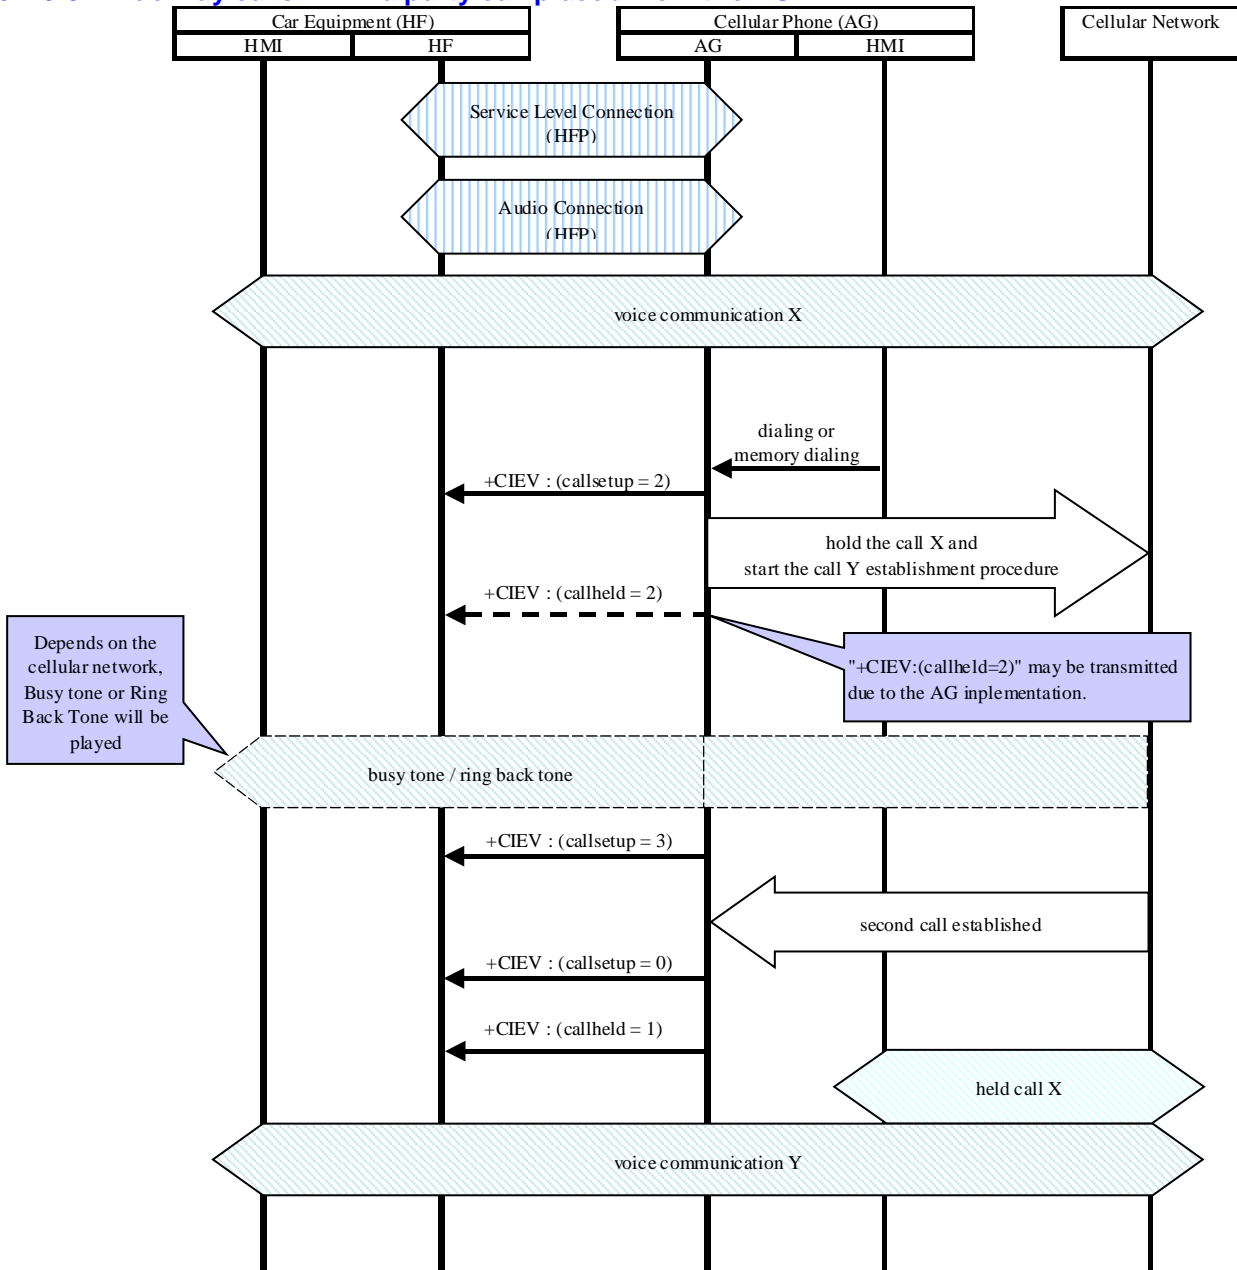 Car Equipment (HF)
Cellular Phone (AG)
Cellular Network
HMI
HF
AG
HMI
Service Level Connection
(HFP)
Audio Connection
(HFP)
voice communication X
dialing or
memory dialing
+CIEV : (callsetup = 2)
hold the call X and
start the call Y establishment procedure
+CIEV : (callheld = 2)
Depends on the
cellular network,
Busy tone or Ring
Back Tone will be
played
"+CIEV:(callheld=2)" may be transmitted
due to the AG inplementation.
busy tone / ring back tone
+CIEV : (callsetup = 3)
second call established
+CIEV : (callsetup = 0)
+CIEV : (callheld = 1)
held call X
voice communication Y